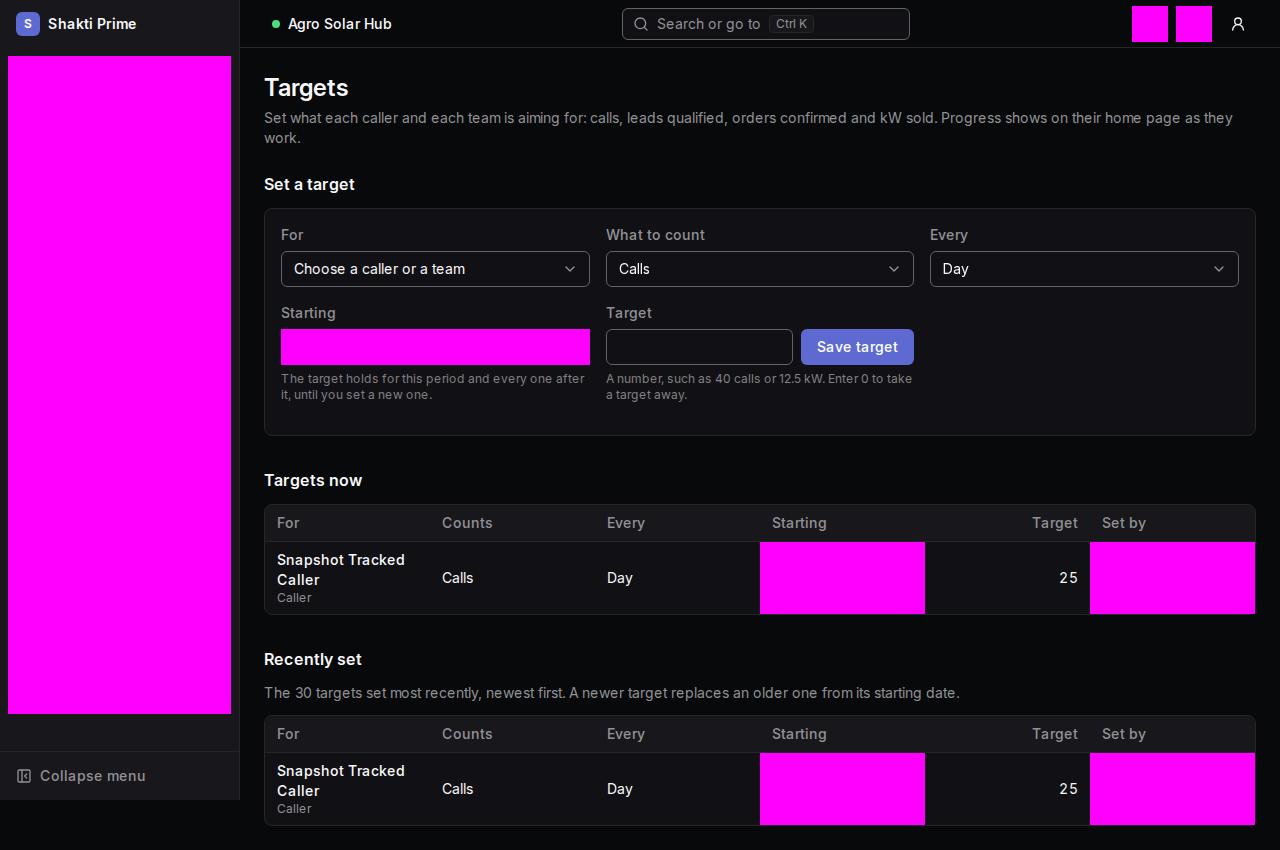 S Shakti Prime
Agro Solar Hub
Search or go to Ctrl K
Targets
Set what each caller and each team is aiming for: calls, leads qualified, orders confirmed and kW sold. Progress shows on their home page as they
work.
Set a target
For What to count Every
Choose a caller or a team Calls Day
Starting Target
Save target
The target holds for this period and every one after
it, until you set a new one.
A number, such as 40 calls or 12.5 kW. Enter 0 to take
a target away.
Targets now
For Counts Every Starting Target Set by
Snapshot Tracked
Caller
Caller
Calls Day 25
Recently set
The 30 targets set most recently, newest first. A newer target replaces an older one from its starting date.
For Counts Every Starting Target Set by
Snapshot Tracked
Caller
Caller
Calls Day 25
Collapse menu